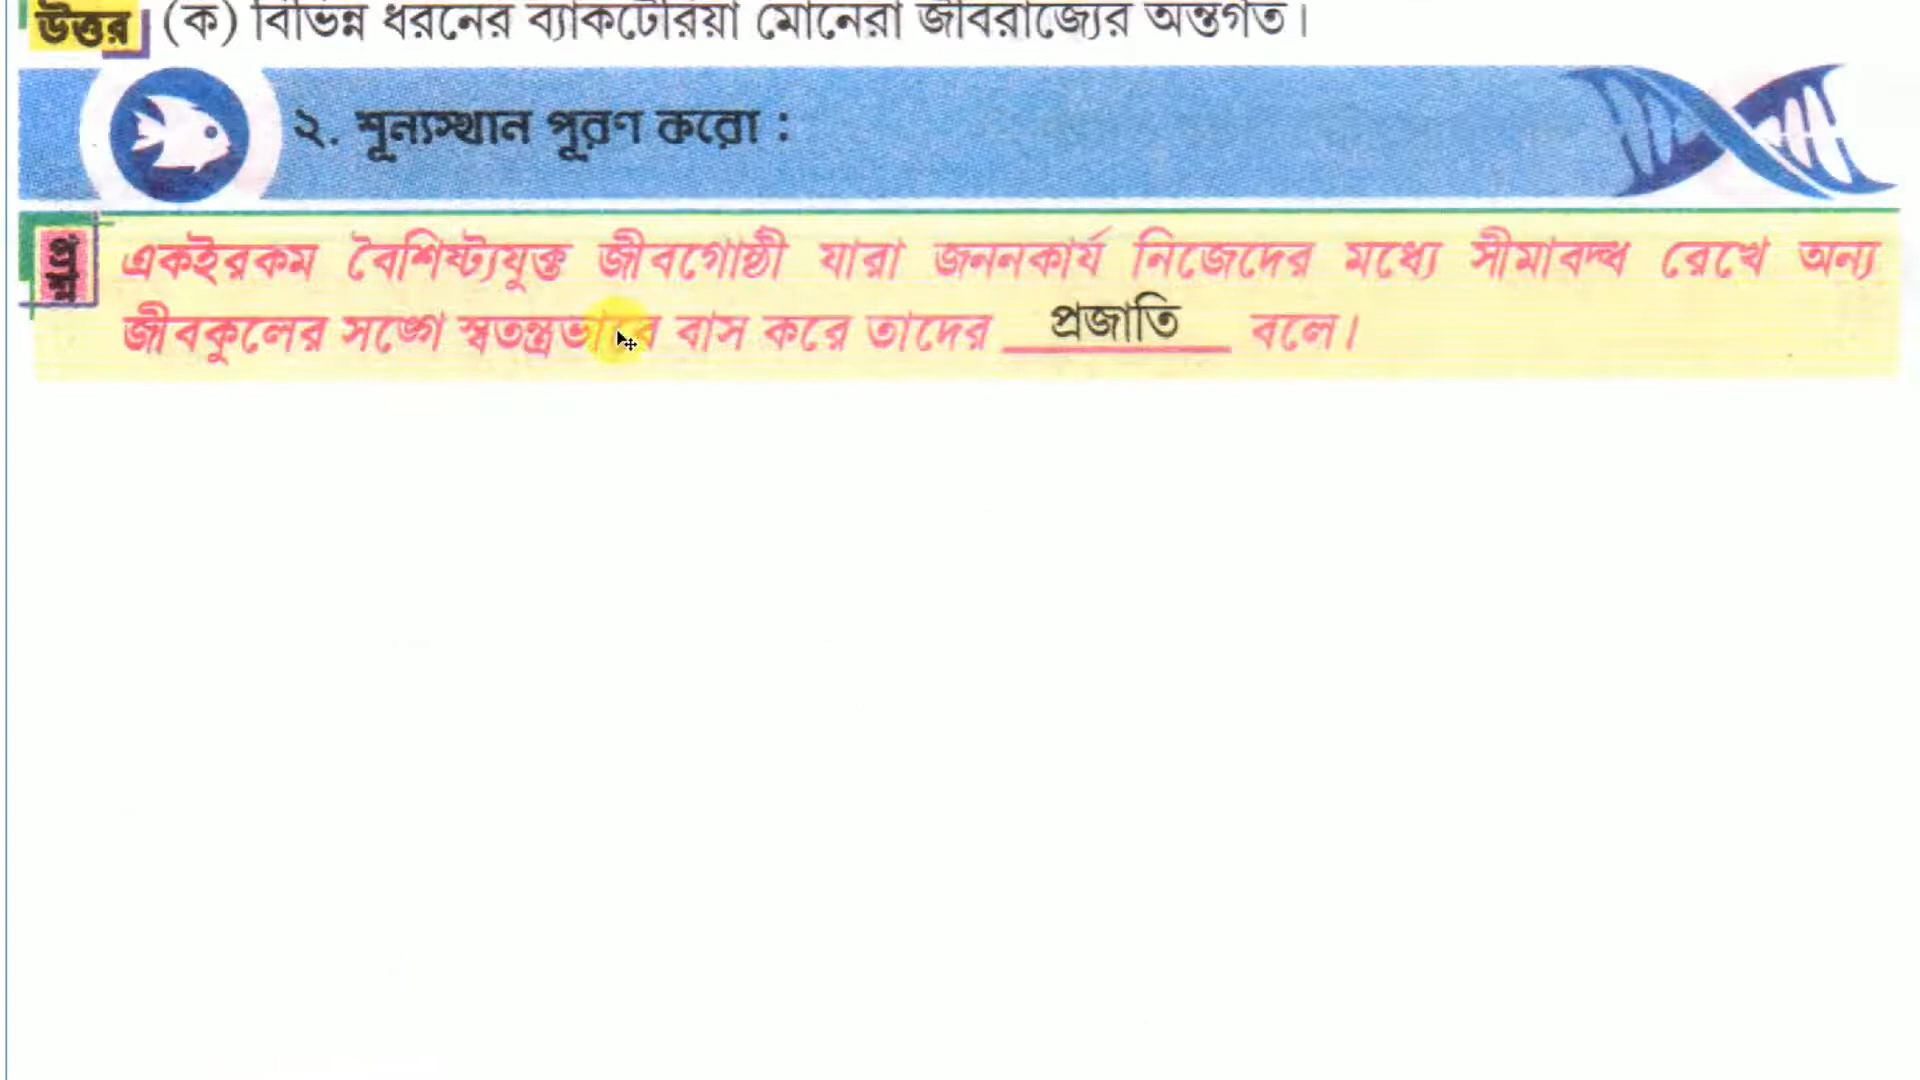 উত্তর (ক) বিভিন্ন ধরনের ব্যাকটেরিয়া মোনেরা জীবরাজ্যের অন্তর্গত।
২. শূন্যস্থান পূরণ করো :
প্রশ্ন একইরকম বৈশিষ্ট্যযুক্ত জীবগোষ্ঠী যারা জননকার্য নিজেদের মধ্যে সীমাবদ্ধ রেখে অন্য
জীবকুলের সঙ্গে স্বতন্ত্রভাবে বাস করে তাদের প্রজাতি বলে।